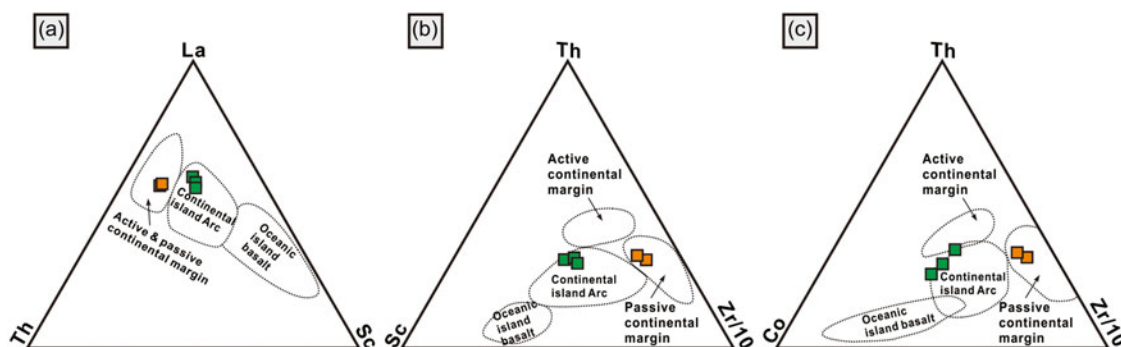 (a)
La
Th
Sc
Active & passive
continental margin
Continental
island Arc
Oceanic
island
basalt
(b)
Th
Sc
Zr/10
Active
continental
margin
Continental
island Arc
Oceanic
island
basalt
Passive
continental
margin
(c)
Th
Co
Zr/10
Active
continental
margin
Continental
island Arc
Oceanic
island basalt
Passive
continental
margin